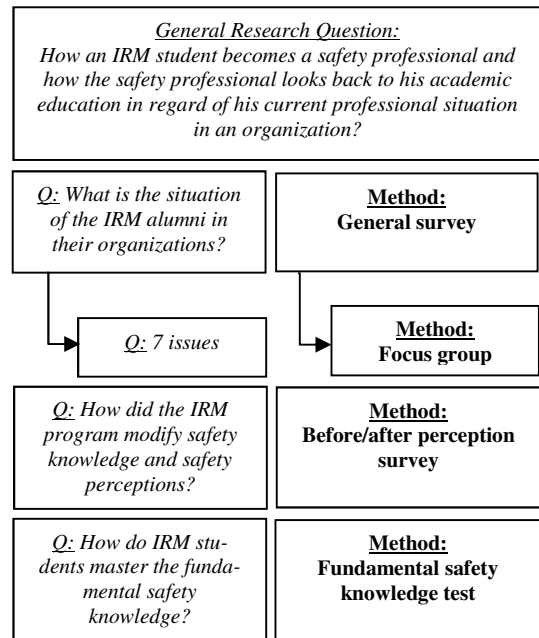 General Research Question:
How an IRM student becomes a safety professional and
how the safety professional looks back to his academic
education in regard of his current professional situation
in an organization?
Q: What is the situation
of the IRM alumni in
their organizations?
Method:
General survey
Q: 7 issues
Method:
Focus group
Q: How did the IRM
program modify safety
knowledge and safety
perceptions?
Method:
Before/after perception
survey
Q: How do IRM stu-
dents master the funda-
mental safety
knowledge?
Method:
Fundamental safety
knowledge test